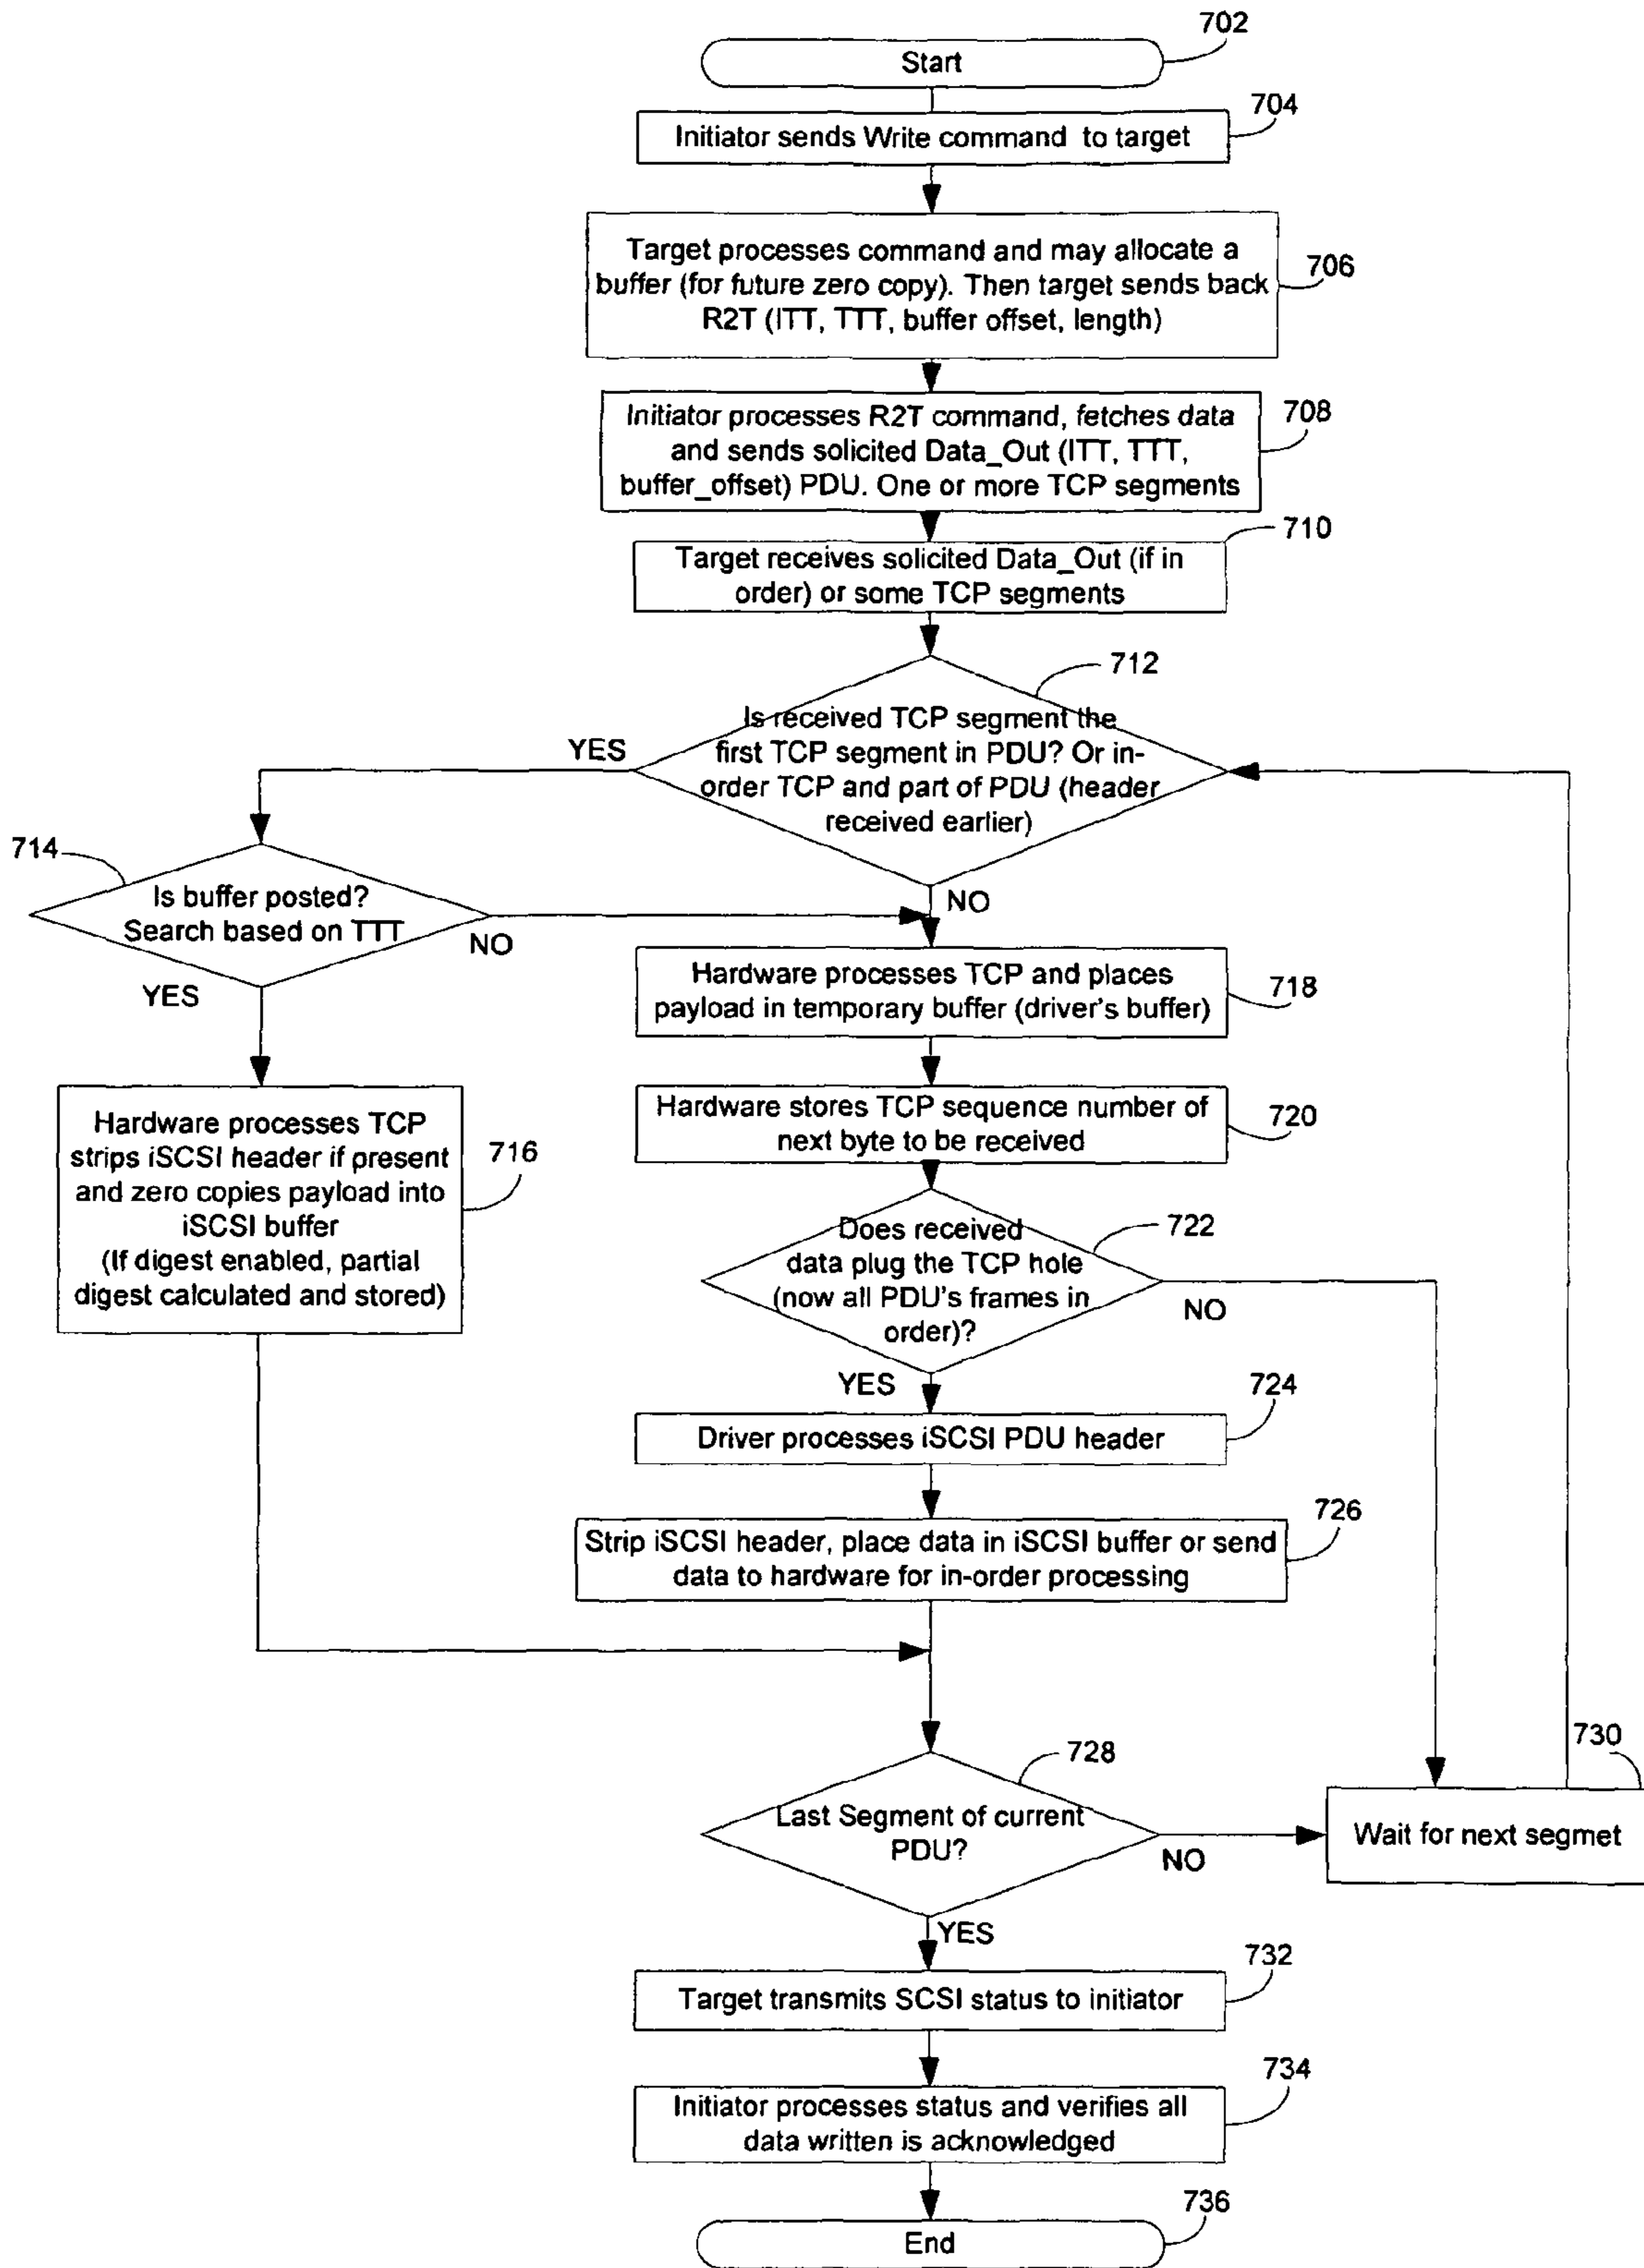 702
Start
704
Initiator sends Write command to target
Target processes command and may allocate a
buffer (for future zero copy). Then target sends back
R2T (ITT, TTT, buffer offset, length)
706
Initiator processes R2T command, fetches data
and sends solicited Data_Out (ITT, TTT,
buffer_offset) PDU. One or more TCP segments
708
710
Target receives solicited Data_Out (if in
order) or some TCP segments
712
Is received TCP segment the
first TCP segment in PDU? Or in-
order TCP and part of PDU (header
received earlier)
YES
NO
714
Is buffer posted?
Search based on TTT
NO
YES
Hardware processes TCP and places
payload in temporary buffer (driver's buffer)
718
Hardware processes TCP
strips iSCSI header if present
and zero copies payload into
iSCSI buffer
(If digest enabled, partial
digest calculated and stored)
716
Hardware stores TCP sequence number of
next byte to be received
720
Does received
data plug the TCP hole
(now all PDU's frames in
order)?
722
NO
YES
724
Driver processes iSCSI PDU header
726
Strip iSCSI header, place data in iSCSI buffer or send
data to hardware for in-order processing
728
Last Segment of current
PDU?
NO
730
Wait for next segmet
YES
732
Target transmits SCSI status to initiator
734
Initiator processes status and verifies all
data written is acknowledged
736
End